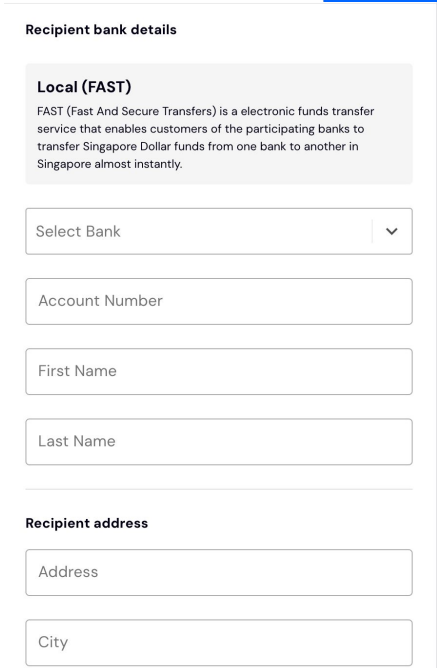 Recipient bank details
Local (FAST)
FAST (Fast And Secure Transfers) is a electronic funds transfer
service that enables customers of the participating banks to
transfer Singapore Dollar funds from one bank to another in
Singapore almost instantly.
Select Bank
Account Number
First Name
Last Name
Recipient address
Address
City